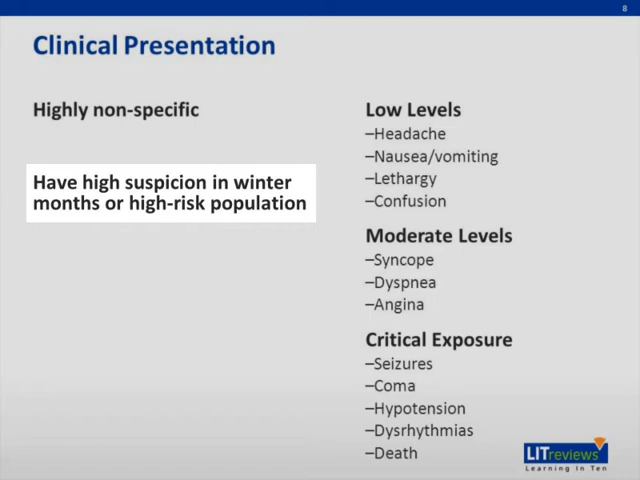 8
Clinical Presentation
Highly non-specific
Have high suspicion in winter
months or high-risk population
Low Levels
–Headache
–Nausea/vomiting
–Lethargy
–Confusion
Moderate Levels
–Syncope
–Dyspnea
–Angina
Critical Exposure
–Seizures
–Coma
–Hypotension
–Dysrhythmias
–Death
LITreviews
Learning In Ten